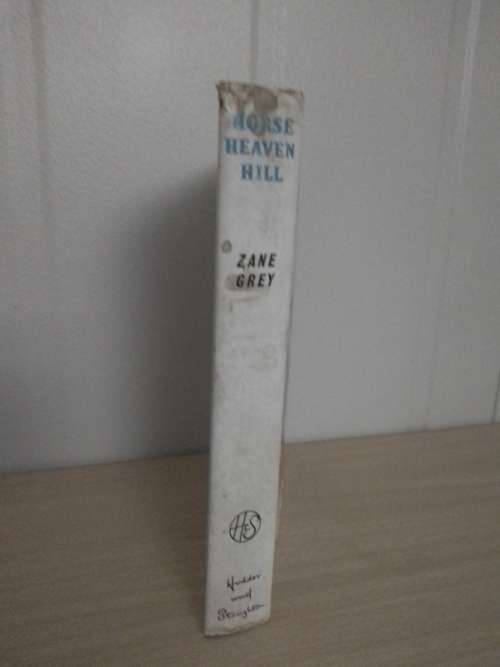 HORSE
HEAVEN
HILL
ZANE
GREY
H&S
Hodder
and
Stoughton